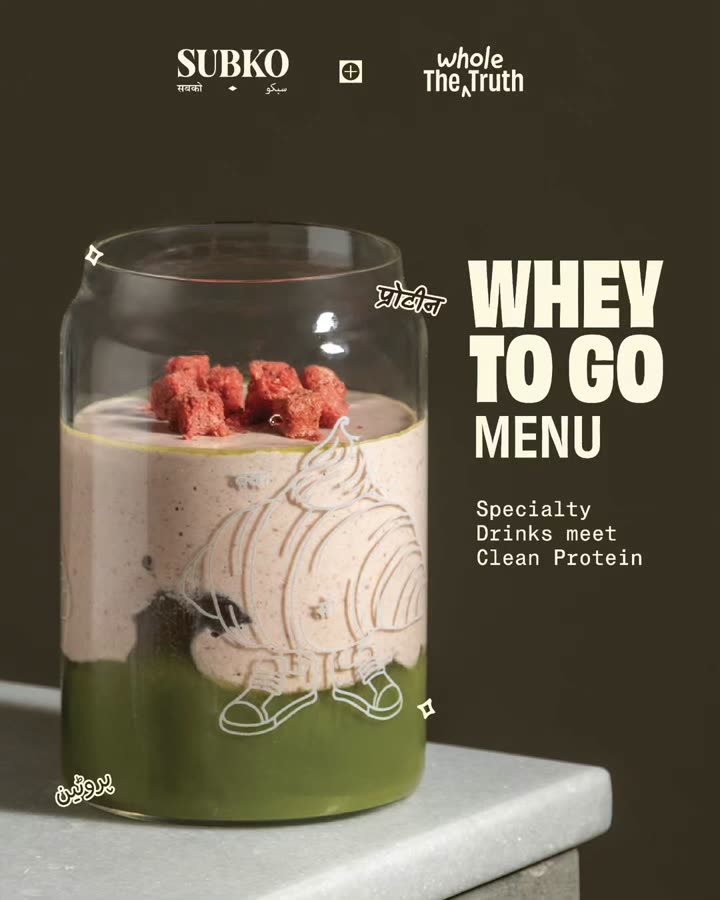 SUBKO
सबको سبکو
whole
The Truth
प्रोटीन
WHEY
TO GO
MENU
Specialty
Drinks meet
Clean Protein
پروٹین